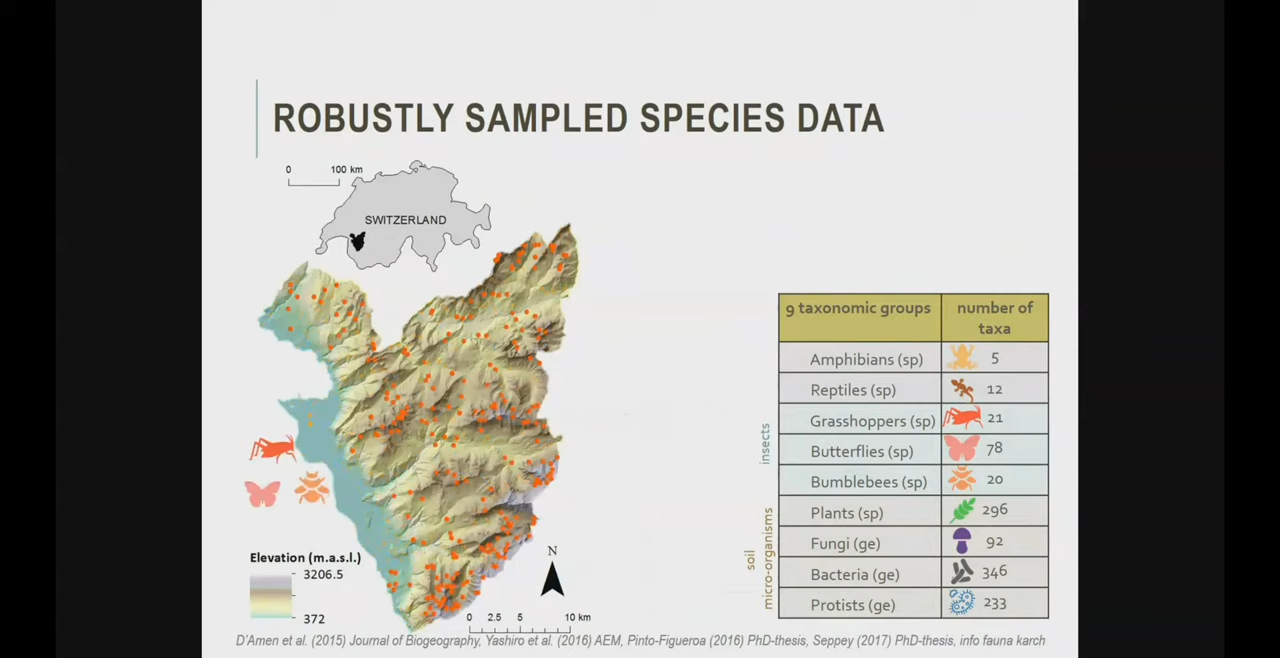 ROBUSTLY SAMPLED SPECIES DATA
0 100 km
SWITZERLAND
9 taxonomic groups number of taxa
Amphibians (sp) 5
Reptiles (sp) 12
Grasshoppers (sp) 21
Butterflies (sp) 78
Bumblebees (sp) 20
Plants (sp) 296
Fungi (ge) 92
Bacteria (ge) 346
Protists (ge) 233
insects
soil
micro-organisms
Elevation (m.a.s.l.)
3206.5
372
N
0 2.5 5 10 km
D'Amen et al. (2015) Journal of Biogeography, Yashiro et al. (2016) AEM, Pinto-Figueroa (2016) PhD-thesis, Seppey (2017) PhD-thesis, info fauna karch